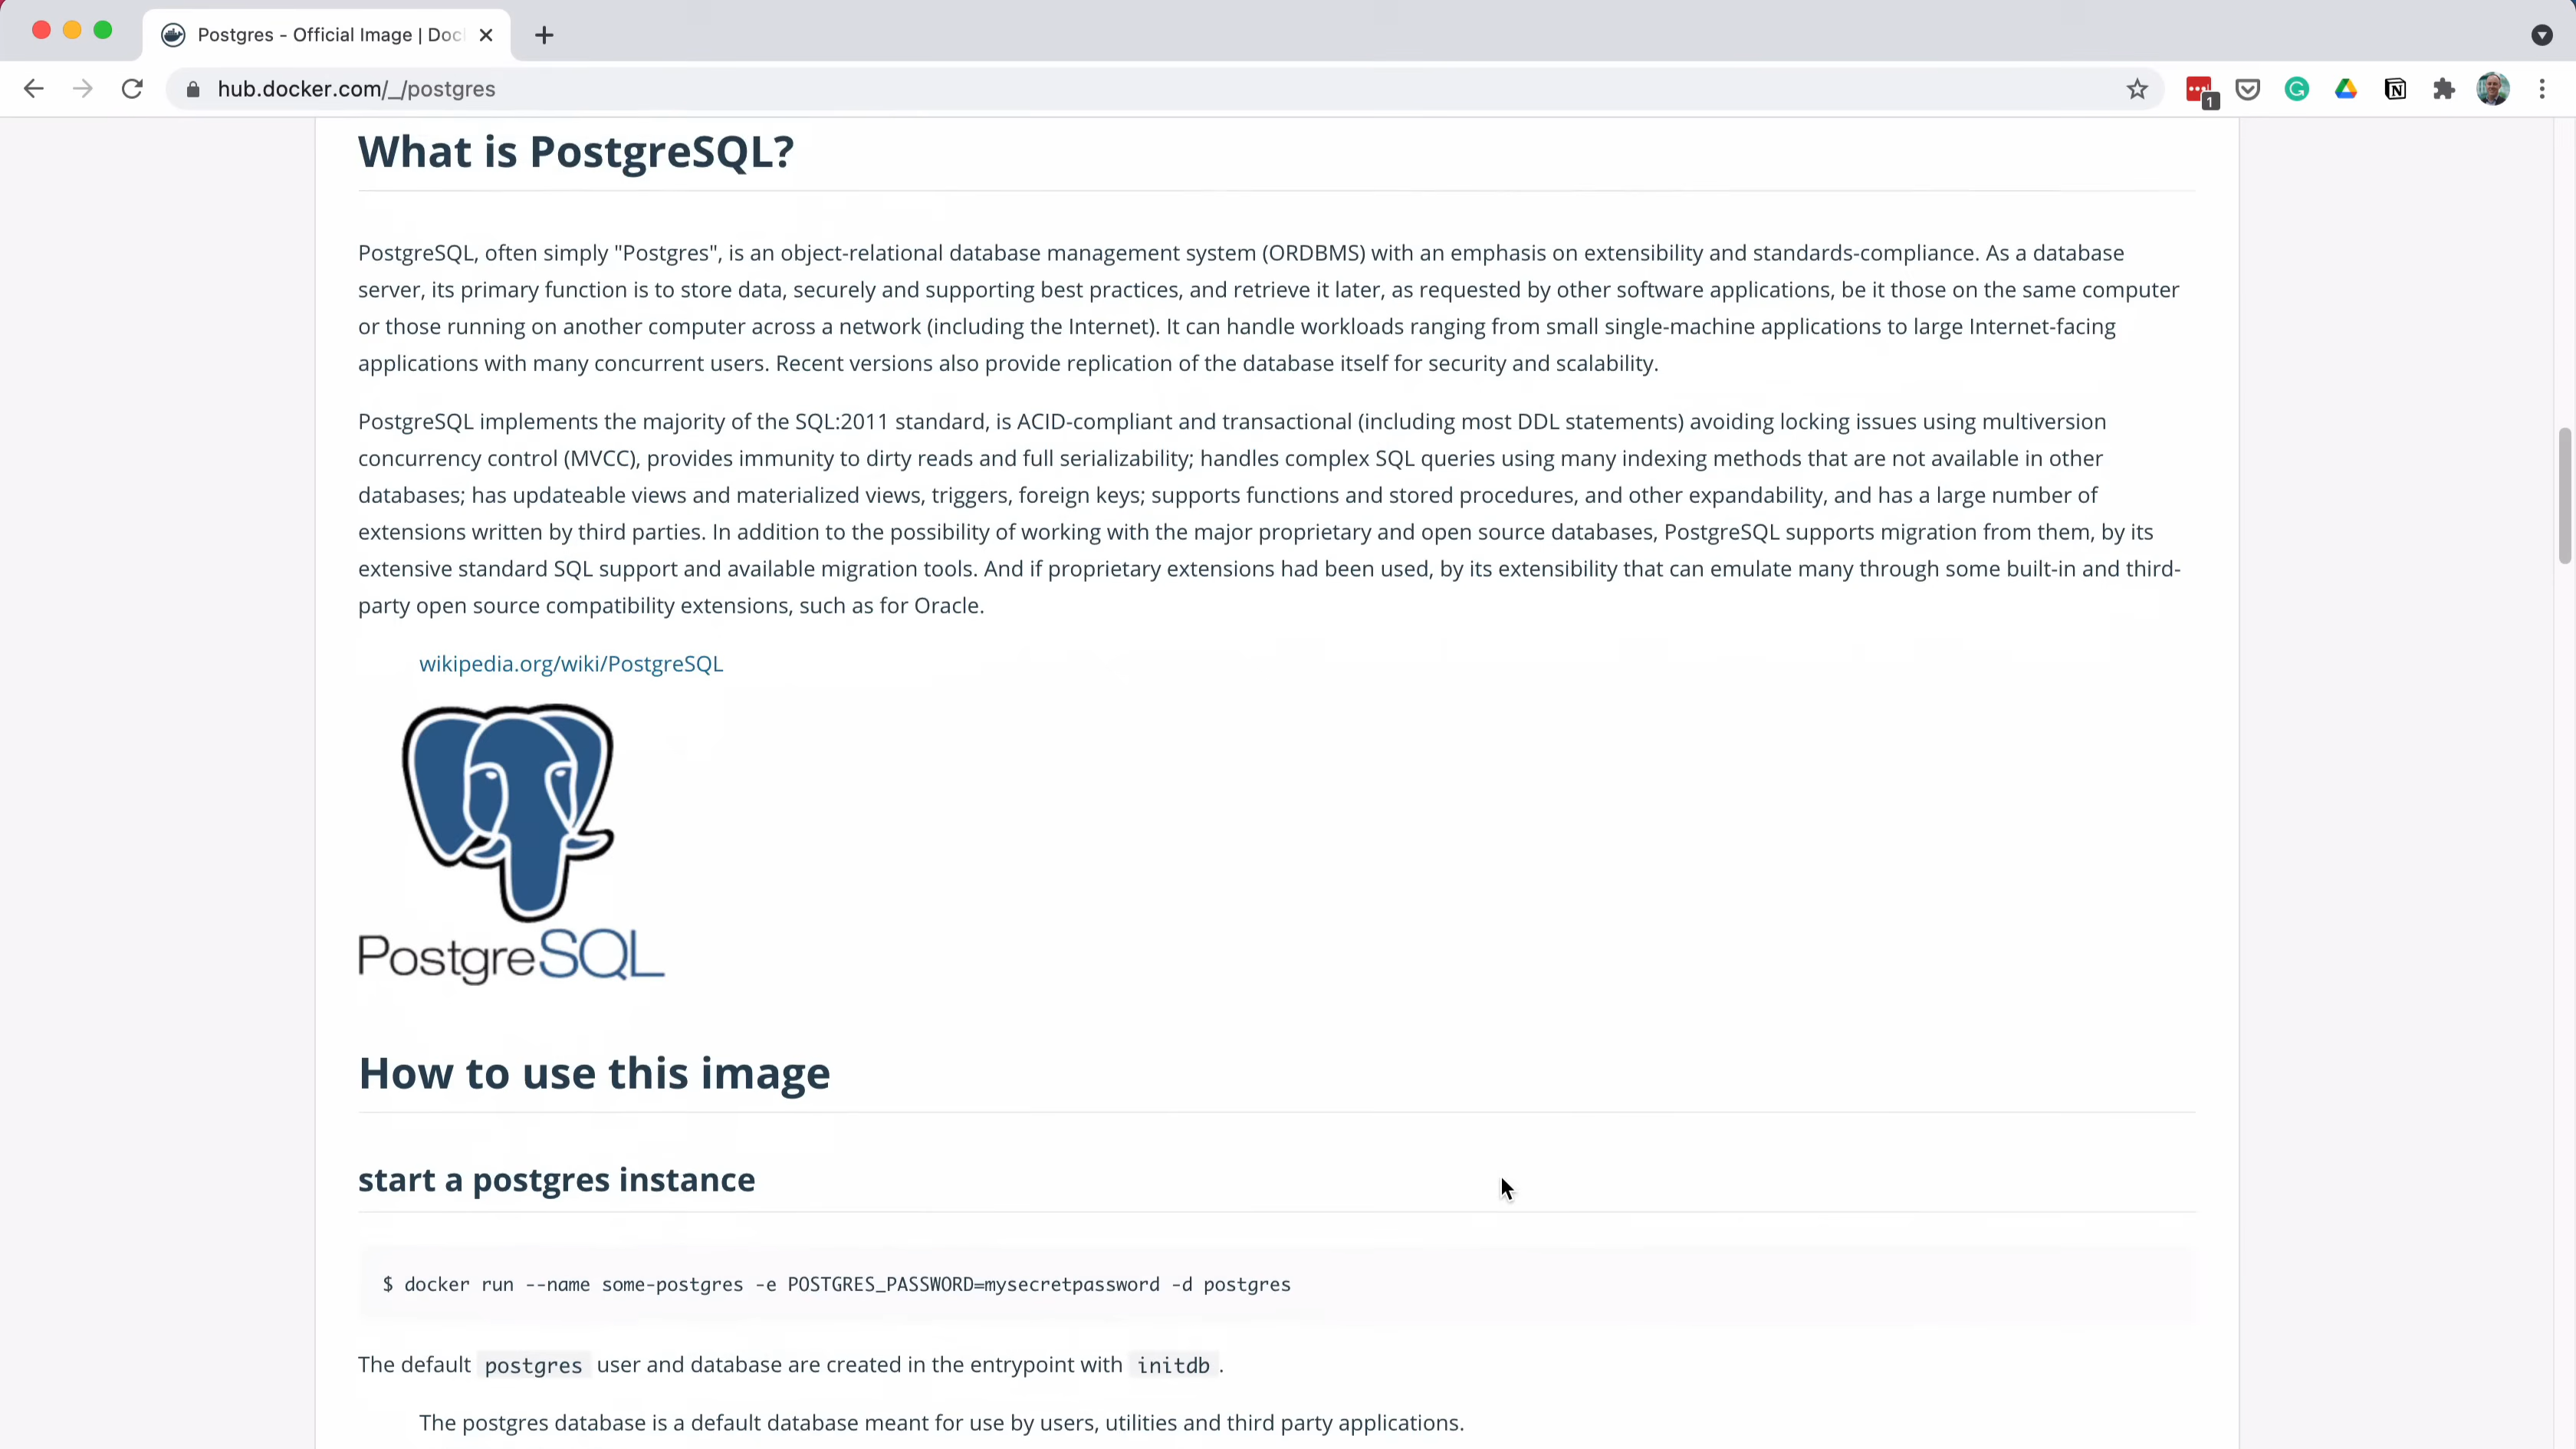 Postgres - Official Image | Doc
hub.docker.com/_/postgres
1
What is PostgreSQL?
PostgreSQL, often simply "Postgres", is an object-relational database management system (ORDBMS) with an emphasis on extensibility and standards-compliance. As a database
server, its primary function is to store data, securely and supporting best practices, and retrieve it later, as requested by other software applications, be it those on the same computer
or those running on another computer across a network (including the Internet). It can handle workloads ranging from small single-machine applications to large Internet-facing
applications with many concurrent users. Recent versions also provide replication of the database itself for security and scalability.
PostgreSQL implements the majority of the SQL:2011 standard, is ACID-compliant and transactional (including most DDL statements) avoiding locking issues using multiversion
concurrency control (MVCC), provides immunity to dirty reads and full serializability; handles complex SQL queries using many indexing methods that are not available in other
databases; has updateable views and materialized views, triggers, foreign keys; supports functions and stored procedures, and other expandability, and has a large number of
extensions written by third parties. In addition to the possibility of working with the major proprietary and open source databases, PostgreSQL supports migration from them, by its
extensive standard SQL support and available migration tools. And if proprietary extensions had been used, by its extensibility that can emulate many through some built-in and third-
party open source compatibility extensions, such as for Oracle.
wikipedia.org/wiki/PostgreSQL
PostgreSQL
How to use this image
start a postgres instance
$ docker run --name some-postgres -e POSTGRES_PASSWORD=mysecretpassword -d postgres
The default postgres user and database are created in the entrypoint with initdb .
The postgres database is a default database meant for use by users, utilities and third party applications.